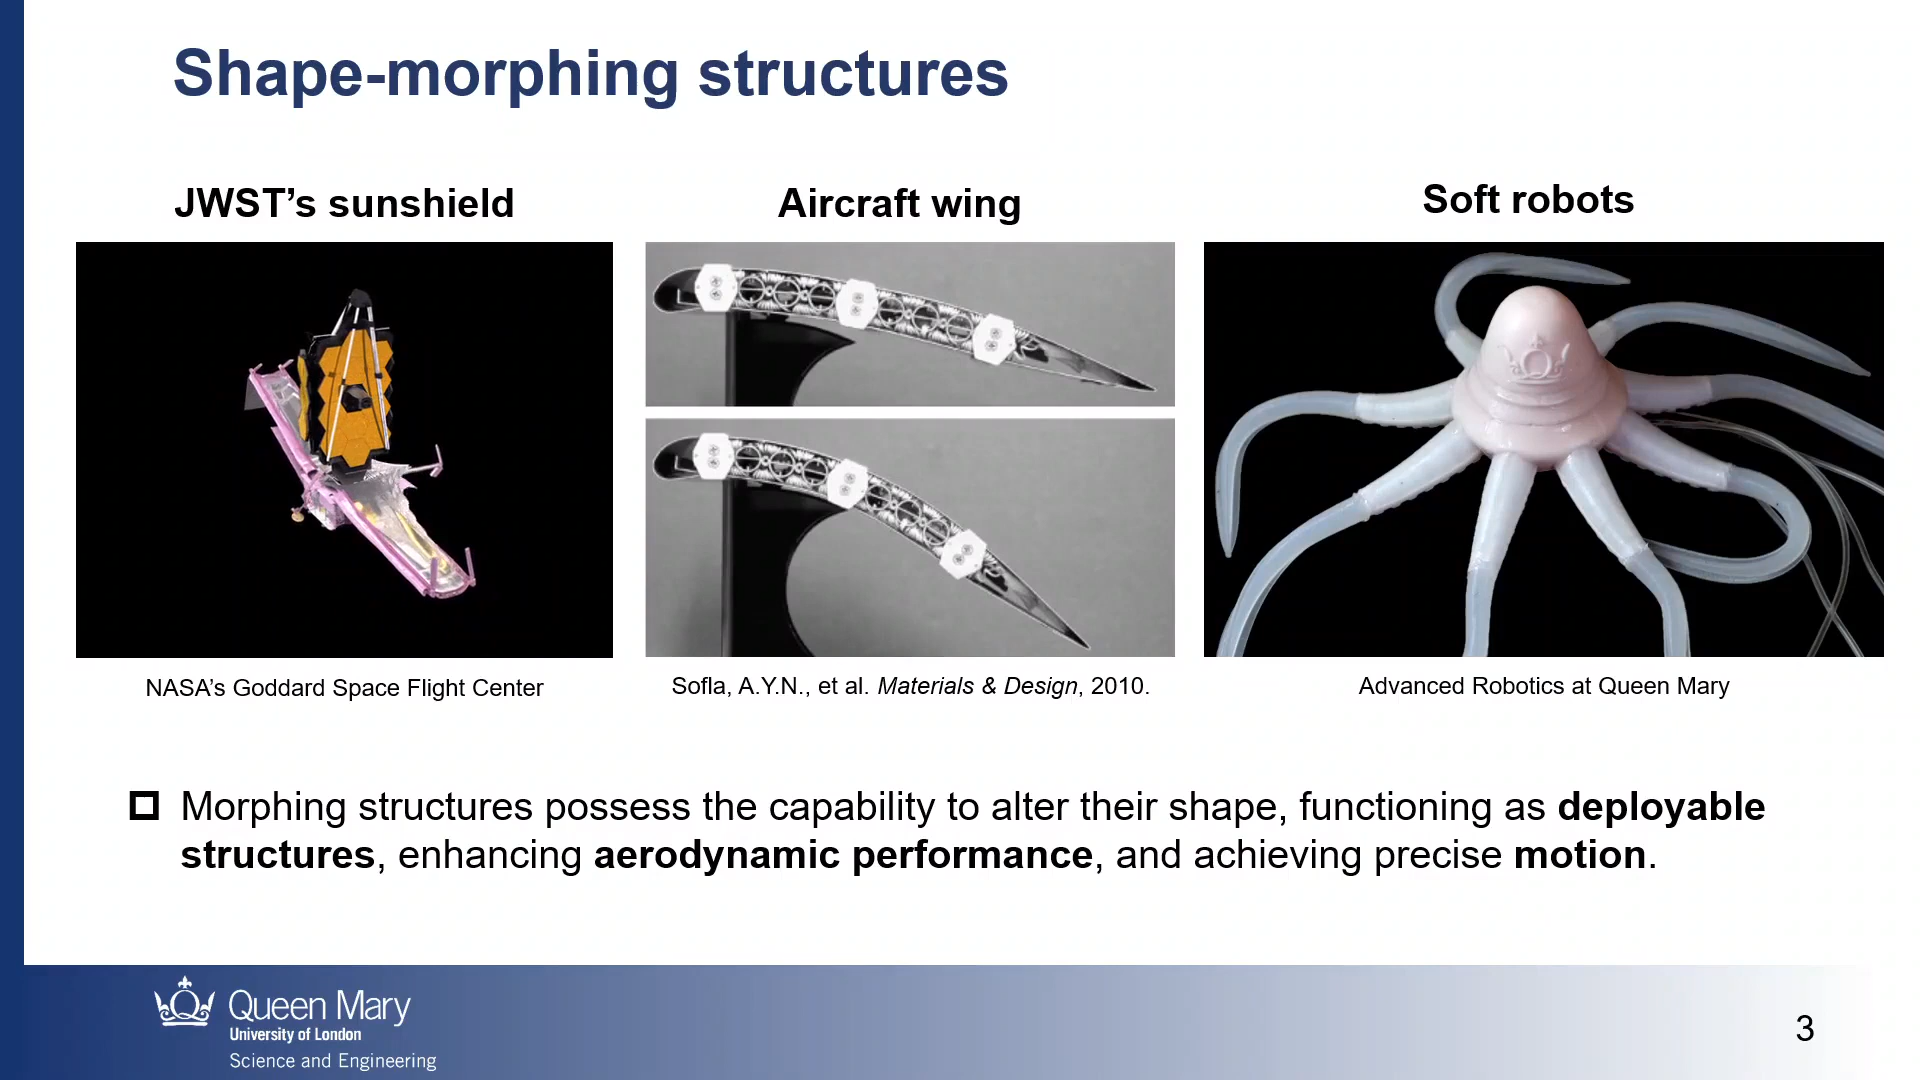 Shape-morphing structures
JWST’s sunshield
Aircraft wing
Soft robots
NASA’s Goddard Space Flight Center
Sofla, A.Y.N., et al. Materials & Design, 2010.
Advanced Robotics at Queen Mary
Morphing structures possess the capability to alter their shape, functioning as deployable
structures, enhancing aerodynamic performance, and achieving precise motion.
Queen Mary
University of London
Science and Engineering
3